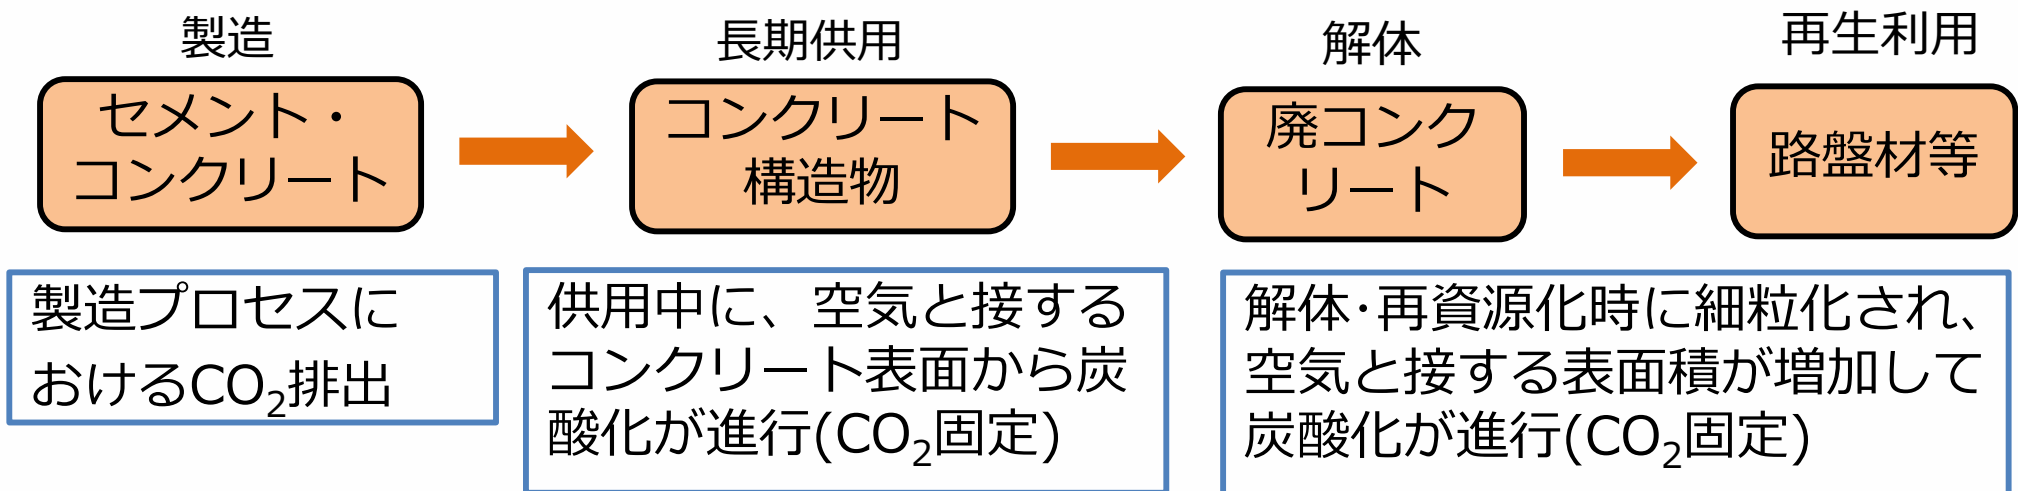 製造
セメント・
コンクリート
長期供用
コンクリート
構造物
解体
廃コンク
リート
再生利用
路盤材等
製造プロセスに
おけるCO₂排出
供用中に、空気と接する
コンクリート表面から炭
酸化が進行(CO₂固定)
解体・再資源化時に細粒化され、
空気と接する表面積が増加して
炭酸化が進行(CO₂固定)